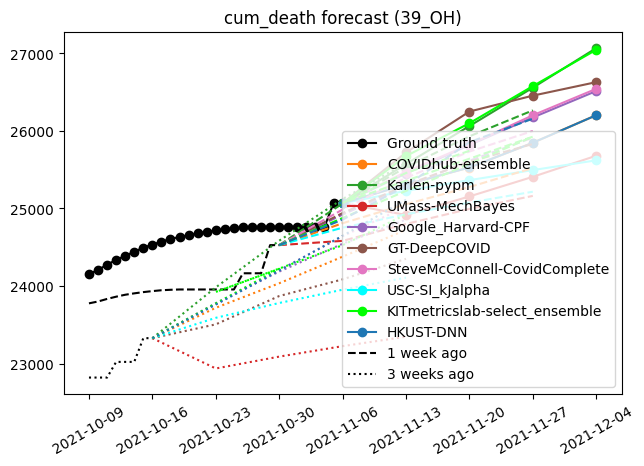 cum_death forecast (39_OH)
27000
26000
25000
24000
23000
Ground truth
COVIDhub-ensemble
Karlen-pypm
UMass-MechBayes
Google_Harvard-CPF
GT-DeepCOVID
SteveMcConnell-CovidComplete
USC-SI_kJalpha
KITmetricslab-select_ensemble
HKUST-DNN
1 week ago
3 weeks ago
2021-10-09
2021-10-16
2021-10-23
2021-10-30
2021-11-06
2021-11-13
2021-11-20
2021-11-27
2021-12-04